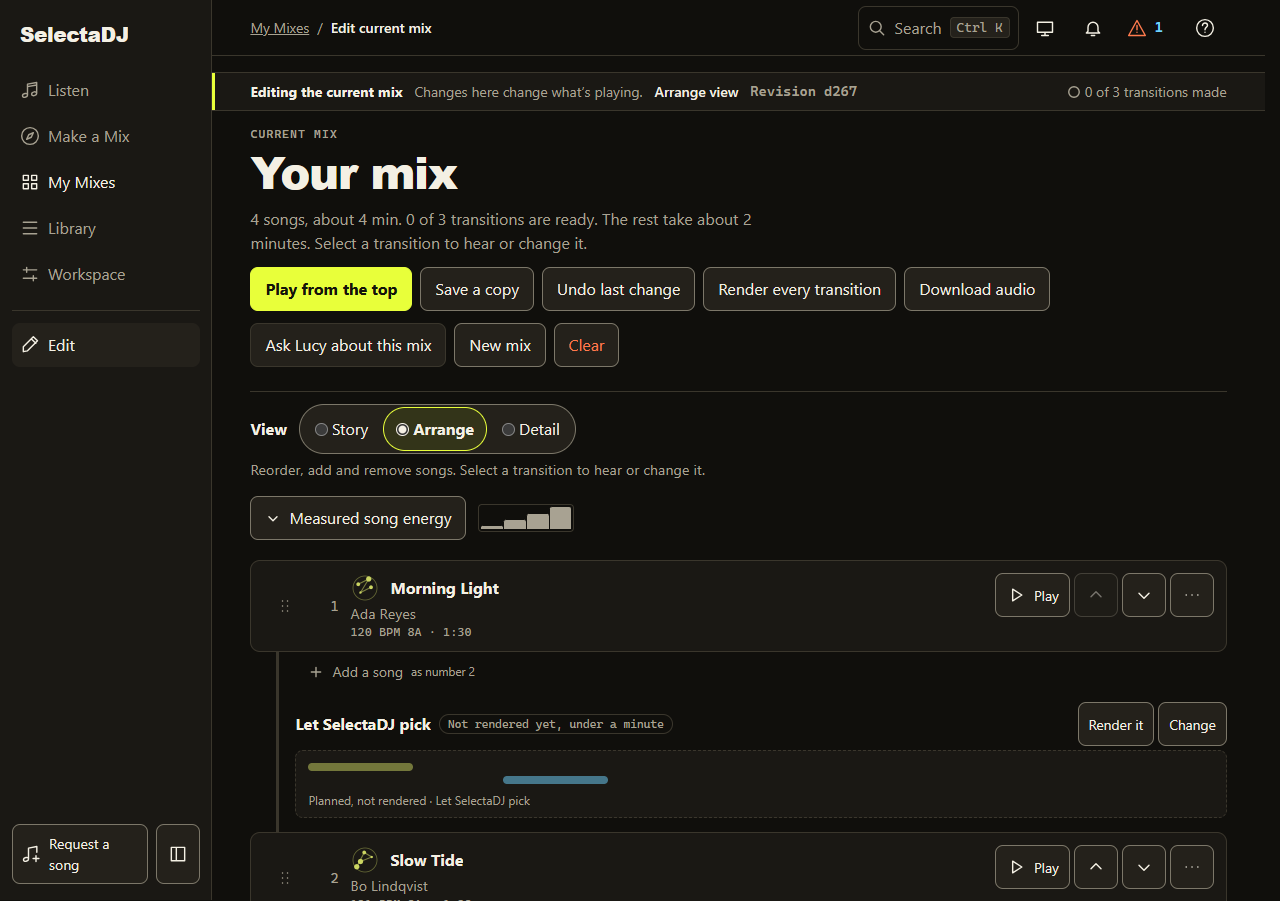 SelectaDJ
Listen
Make a Mix
My Mixes
Library
Workspace
Edit
Request a
song
My Mixes / Edit current mix
Search Ctrl K
1
Editing the current mix Changes here change what's playing. Arrange view Revision d267
0 of 3 transitions made
CURRENT MIX
Your mix
4 songs, about 4 min. 0 of 3 transitions are ready. The rest take about 2
minutes. Select a transition to hear or change it.
Play from the top
Save a copy
Undo last change
Render every transition
Download audio
Ask Lucy about this mix
New mix
Clear
View Story Arrange Detail
Reorder, add and remove songs. Select a transition to hear or change it.
Measured song energy
1 Morning Light
Ada Reyes
120 BPM 8A · 1:30
Play
···
+ Add a song as number 2
Let SelectaDJ pick Not rendered yet, under a minute
Render it Change
Planned, not rendered · Let SelectaDJ pick
2 Slow Tide
Bo Lindqvist
Play
···